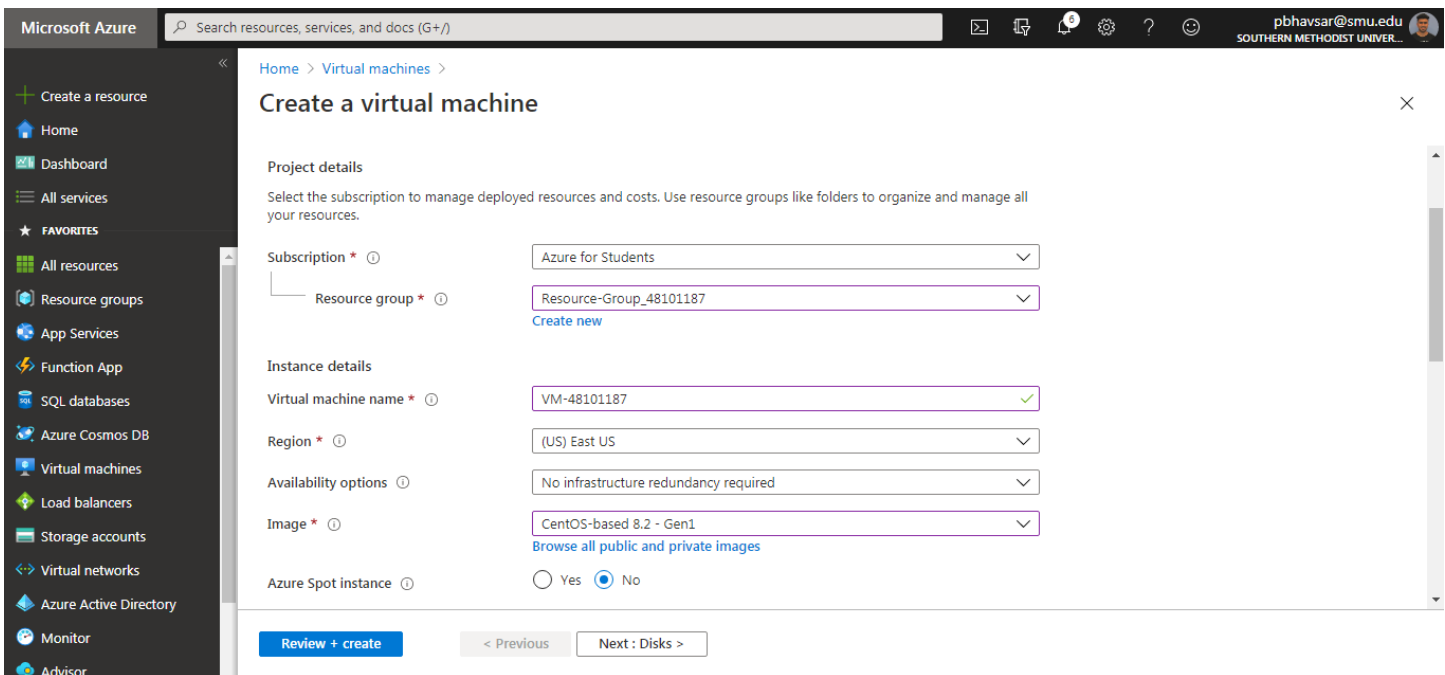 Microsoft Azure
Search resources, services, and docs (G+/)
6
pbhavsar@smu.edu
SOUTHERN METHODIST UNIVER...
«
Create a resource
Home
Dashboard
All services
FAVORITES
All resources
Resource groups
App Services
Function App
SQL
SQL databases
Azure Cosmos DB
Virtual machines
Load balancers
Storage accounts
Virtual networks
Azure Active Directory
Monitor
Advisor
Home > Virtual machines >
Create a virtual machine
Project details
Select the subscription to manage deployed resources and costs. Use resource groups like folders to organize and manage all
your resources.
Subscription * Azure for Students
Resource group * Resource-Group_48101187
Create new
Instance details
Virtual machine name * VM-48101187
Region * (US) East US
Availability options No infrastructure redundancy required
Image * CentOS-based 8.2 - Gen1
Browse all public and private images
Azure Spot instance Yes No
Review + create < Previous Next : Disks >